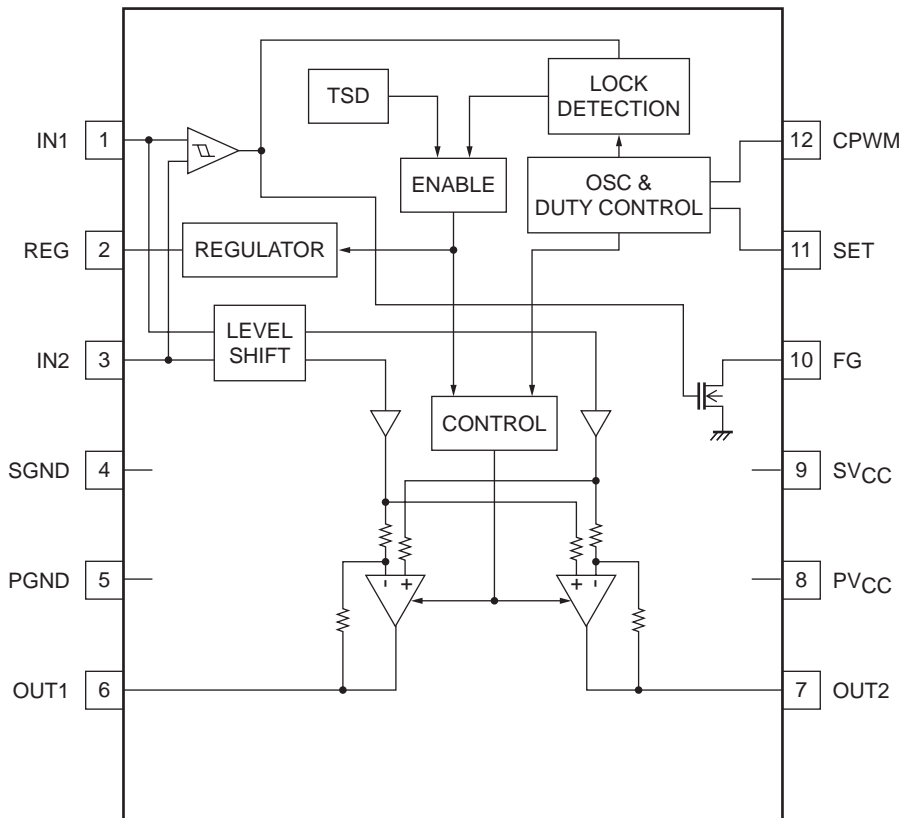 LOCK
DETECTION
TSD
IN1
1
12
CPWM
ENABLE
OSC &
DUTY CONTROL
REG
2
REGULATOR
11
SET
LEVEL
SHIFT
IN2
3
10
FG
CONTROL
SGND
4
9
SVCC
PGND
5
- +
+ -
8
PVCC
OUT1
6
7
OUT2